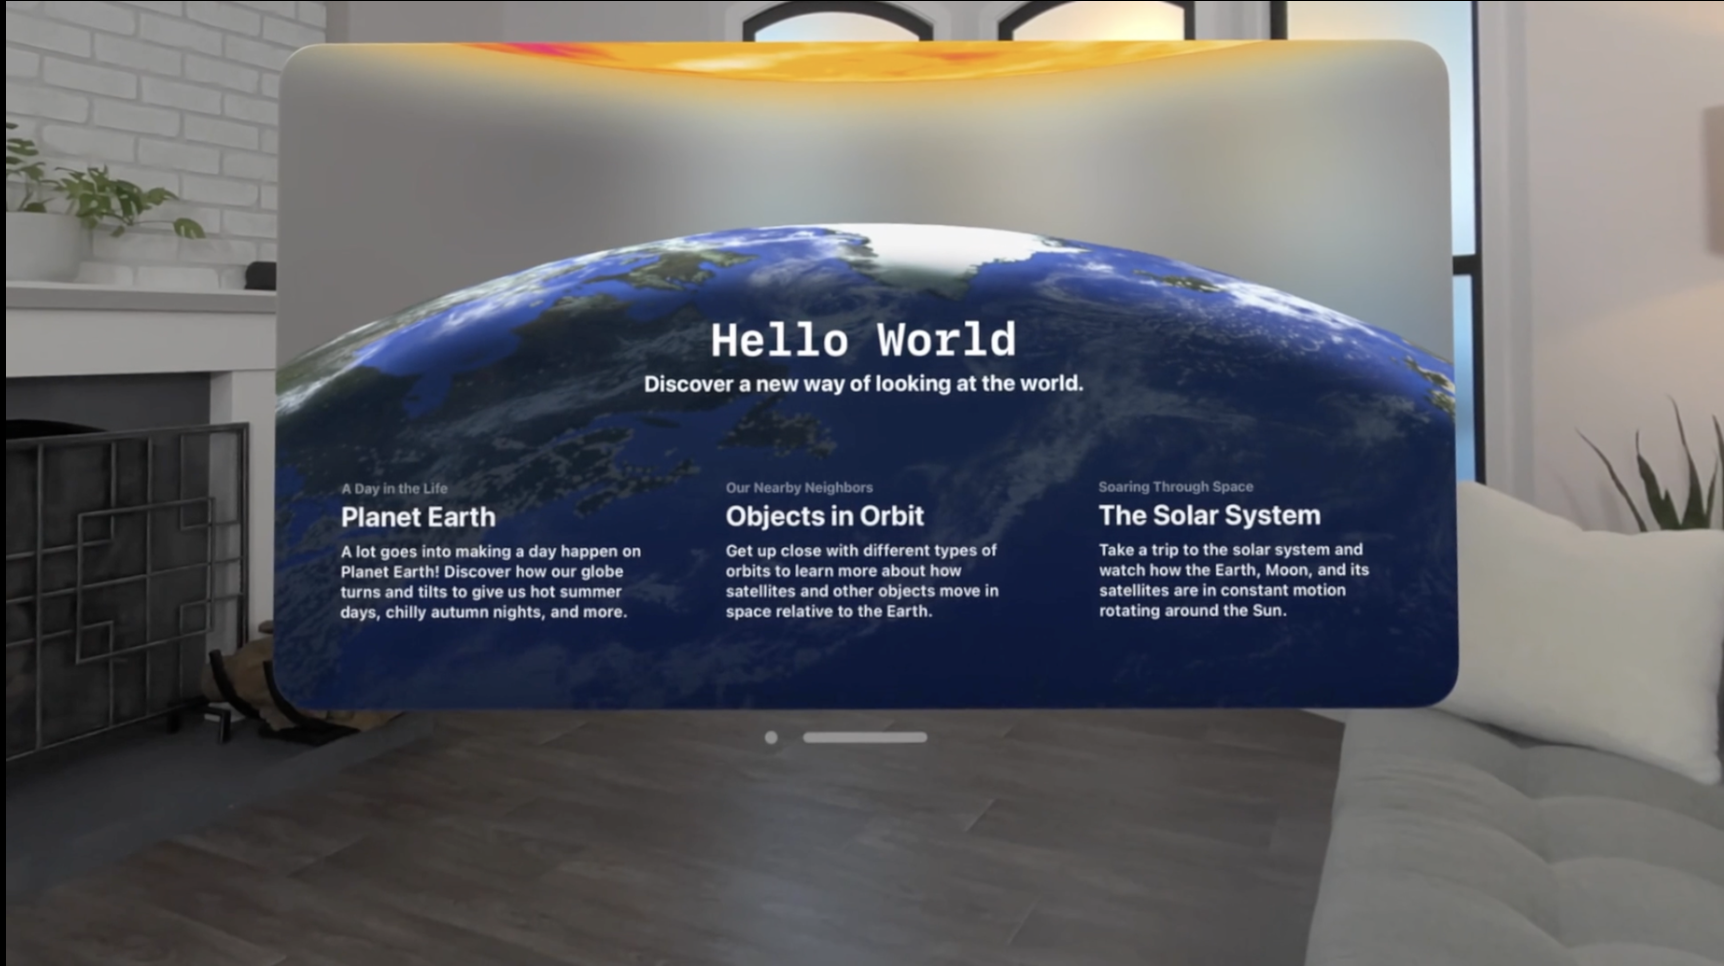 Hello World
Discover a new way of looking at the world.
A Day in the Life
Planet Earth
A lot goes into making a day happen on
Planet Earth! Discover how our globe
turns and tilts to give us hot summer
days, chilly autumn nights, and more.
Our Nearby Neighbors
Objects in Orbit
Get up close with different types of
orbits to learn more about how
satellites and other objects move in
space relative to the Earth.
Soaring Through Space
The Solar System
Take a trip to the solar system and
watch how the Earth, Moon, and its
satellites are in constant motion
rotating around the Sun.